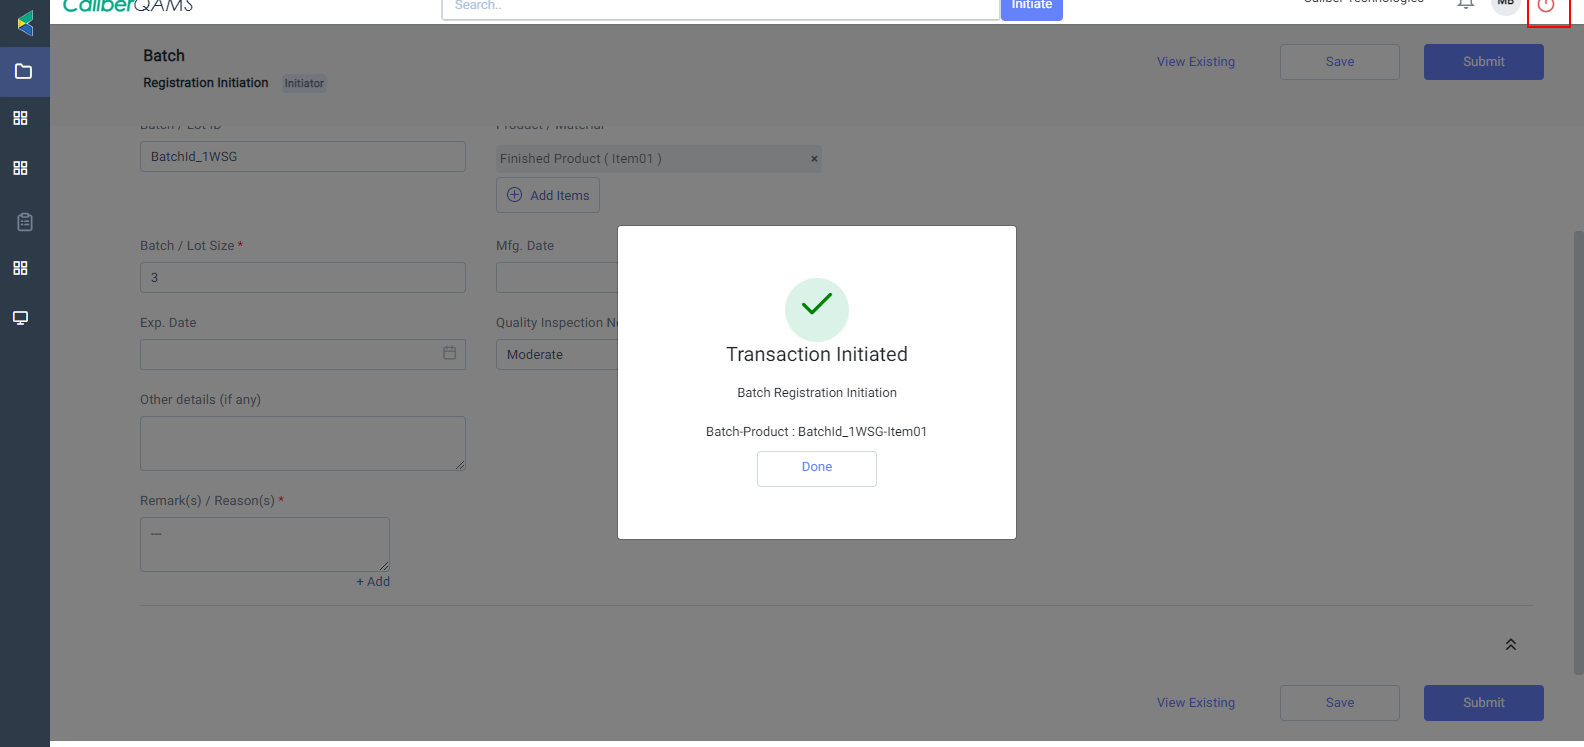 CaliberQAMS
Search..
Initiate
Caliber Technologies
MB
Batch
Registration Initiation
Initiator
View Existing
Save
Submit
Batch / Lot ID
Product / Material
BatchId_1WSG
Finished Product ( Item01 )
×
Add Items
Batch / Lot Size *
Mfg. Date
3
Exp. Date
Quality Inspection
Moderate
Other details (if any)
Remark(s) / Reason(s) *
---
+ Add
Transaction Initiated
Batch Registration Initiation
Batch-Product : BatchId_1WSG-Item01
Done
View Existing
Save
Submit